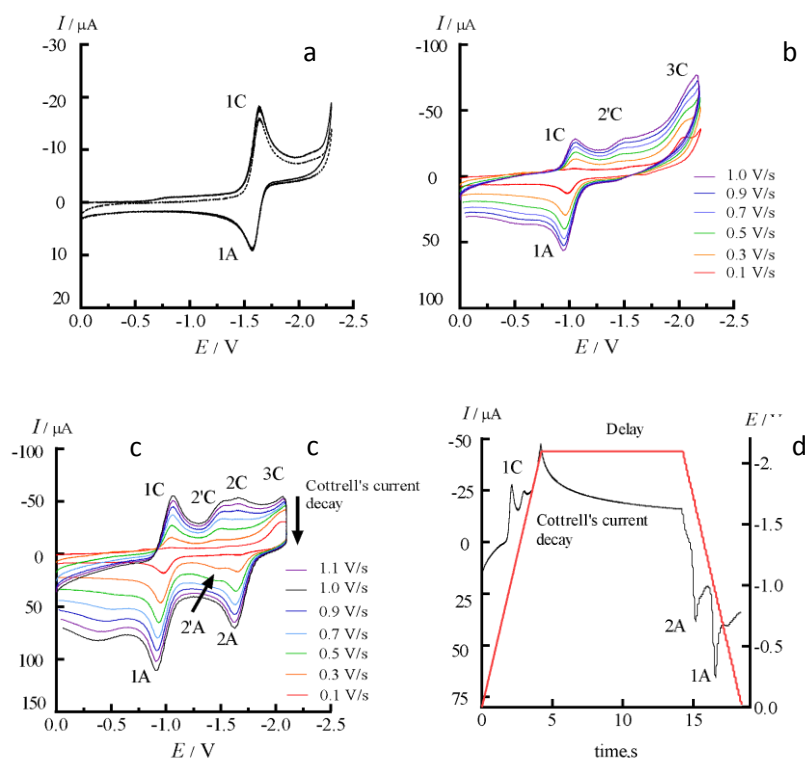 I / µA
a
-30
-20
-10
0
10
20
1C
1A
0.0 -0.5 -1.0 -1.5 -2.0 -2.5
E / V
I / µA
b
-100
-50
0
50
100
1C
2'C
3C
1A
1.0 V/s
0.9 V/s
0.7 V/s
0.5 V/s
0.3 V/s
0.1 V/s
0.0 -0.5 -1.0 -1.5 -2.0 -2.5
E / V
I / µA
c
c
-100
-50
0
50
100
150
1C
2'C
2C
3C
Cottrell's current
decay
1A
2'A
2A
1.1 V/s
1.0 V/s
0.9 V/s
0.7 V/s
0.5 V/s
0.3 V/s
0.1 V/s
0.0 -0.5 -1.0 -1.5 -2.0 -2.5
E / V
I / µA
E /
d
Delay
-50
-25
0
25
50
75
1C
Cottrell's current
decay
2A
1A
-2.
-1.
-1.
-0.
0.0
0 5 10 15
time,s